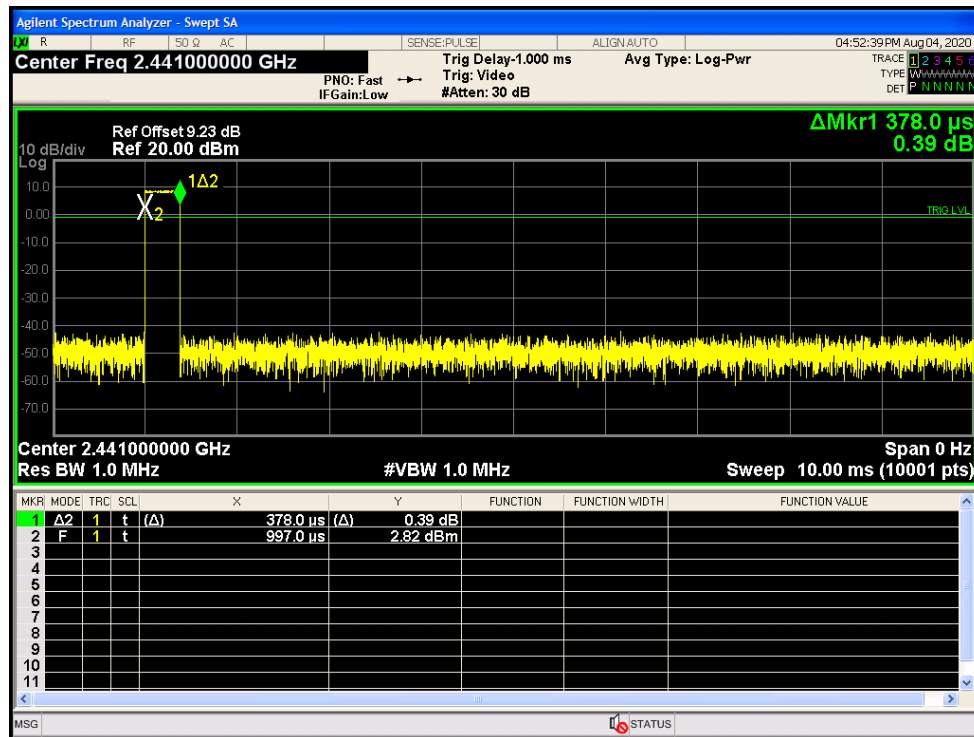 Agilent Spectrum Analyzer - Swept SA
LXI R RF 50 Ω AC SENSE:PULSE ALIGN AUTO 04:52:39 PM Aug 04, 2020
Center Freq 2.441000000 GHz
PNO: Fast
IFGain:Low
Trig Delay-1.000 ms
Trig: Video
#Atten: 30 dB
Avg Type: Log-Pwr
TRACE 1 2 3 4 5 6
TYPE W
DET P N N N N N
ΔMkr1 378.0 µs
0.39 dB
Ref Offset 9.23 dB
10 dB/div Ref 20.00 dBm
Log
10.0
0.00
-10.0
-20.0
-30.0
-40.0
-50.0
-60.0
-70.0
1Δ2
X2
TRIG LVL
Center 2.441000000 GHz Span 0 Hz
Res BW 1.0 MHz #VBW 1.0 MHz Sweep 10.00 ms (10001 pts)
MKR MODE TRC SCL X Y FUNCTION FUNCTION WIDTH FUNCTION VALUE
1 Δ2 1 t (Δ) 378.0 µs (Δ) 0.39 dB
2 F 1 t 997.0 µs 2.82 dBm
3
4
5
6
7
8
9
10
11
MSG STATUS